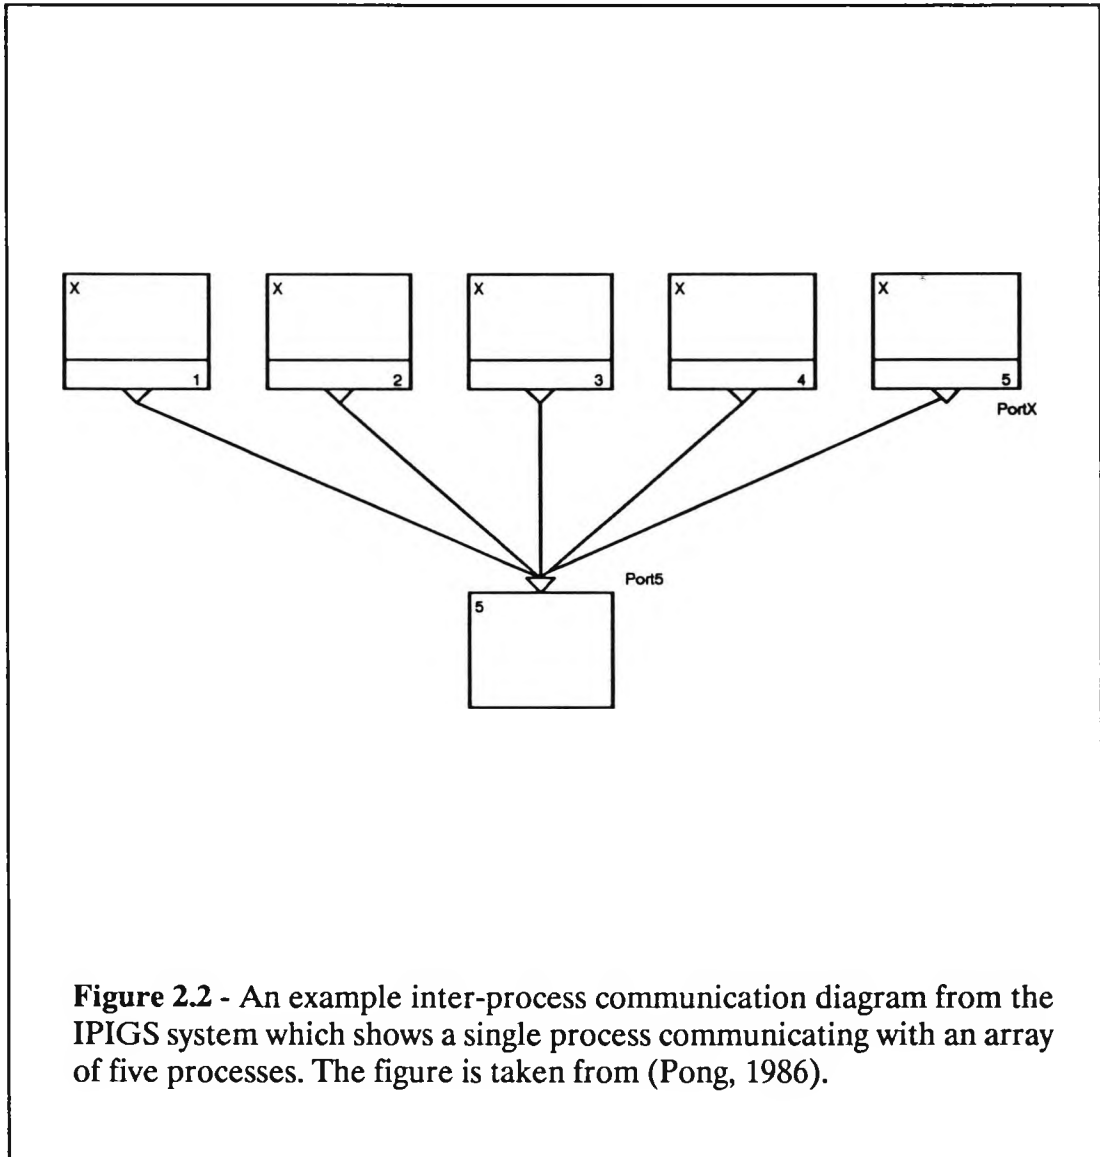 X X X X X
1 2 3 4 5
PortX
Port5
5
Figure 2.2 - An example inter-process communication diagram from the
IPIGS system which shows a single process communicating with an array
of five processes. The figure is taken from (Pong, 1986).